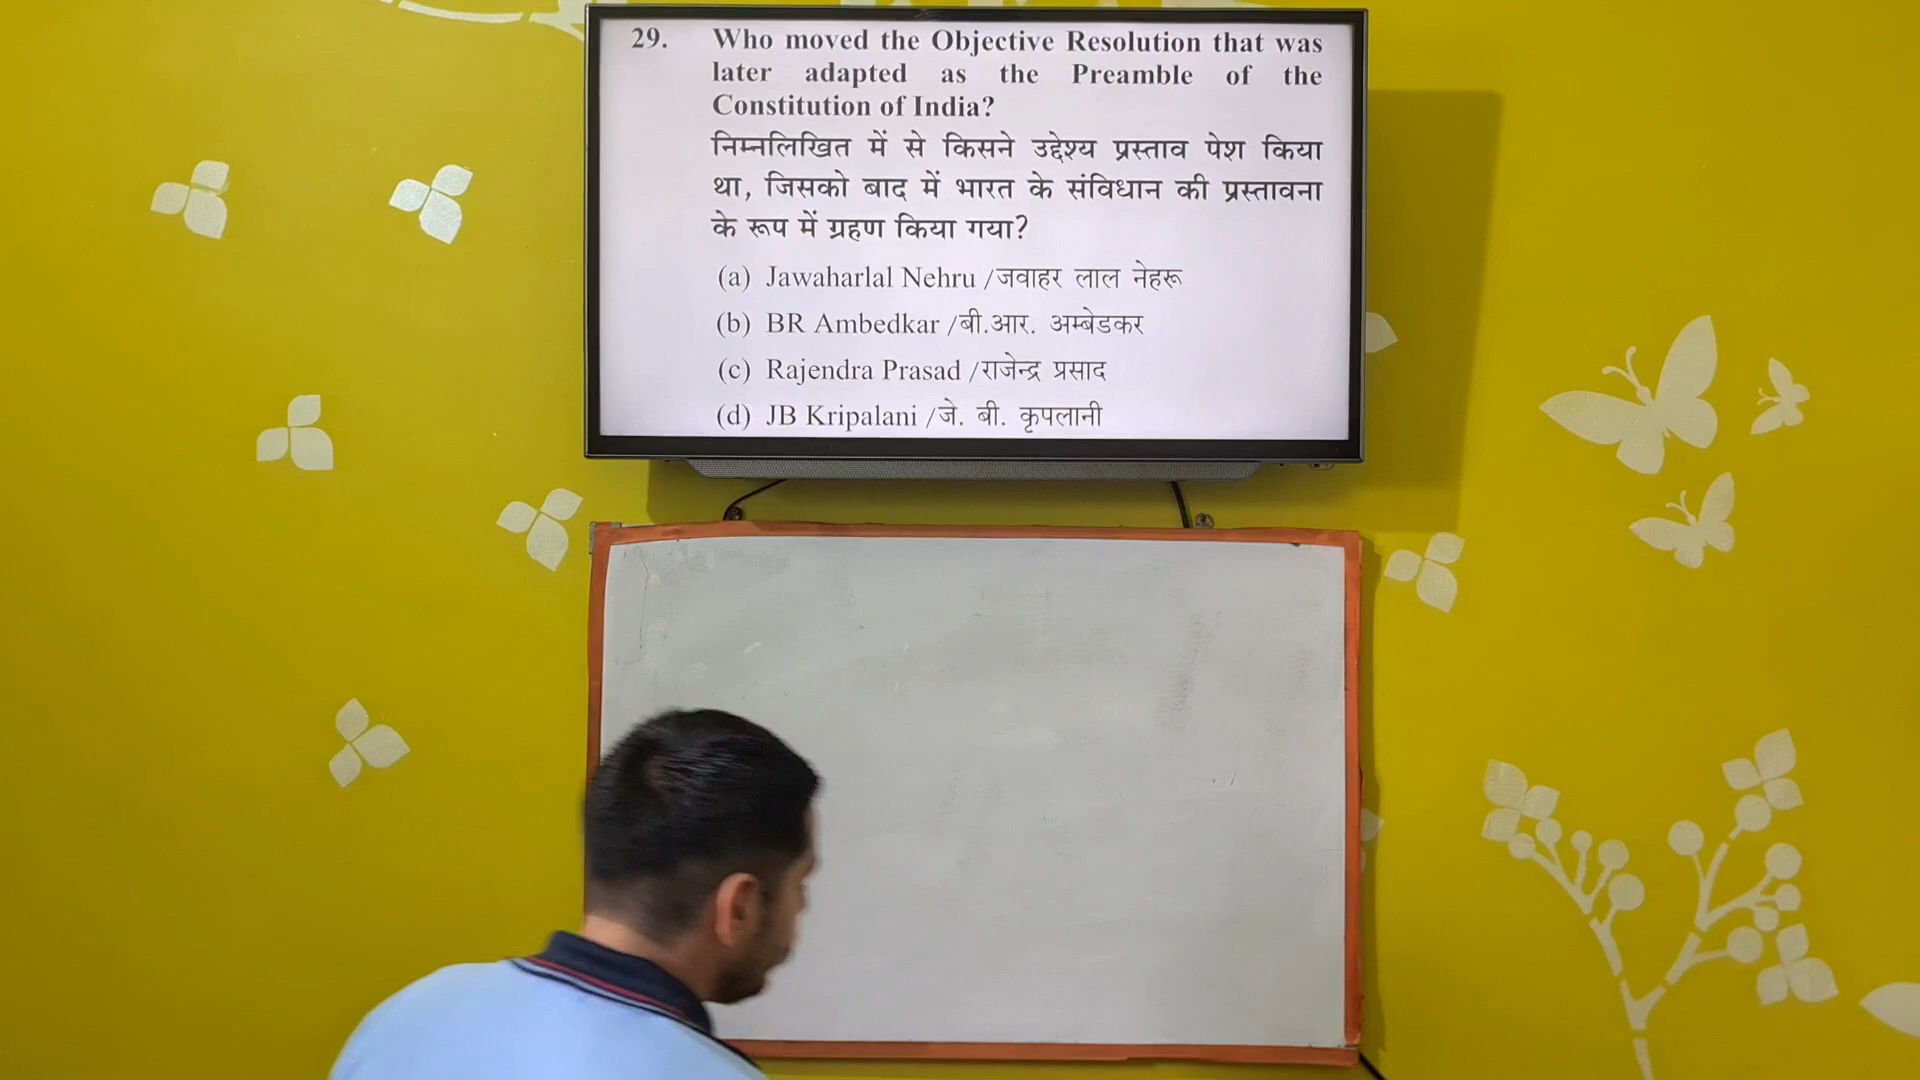 29. Who moved the Objective Resolution that was
later adapted as the Preamble of the
Constitution of India?
निम्नलिखित में से किसने उद्देश्य प्रस्ताव पेश किया
था, जिसको बाद में भारत के संविधान की प्रस्तावना
के रूप में ग्रहण किया गया?
(a) Jawaharlal Nehru /जवाहर लाल नेहरू
(b) BR Ambedkar /बी.आर. अम्बेडकर
(c) Rajendra Prasad /राजेन्द्र प्रसाद
(d) JB Kripalani /जे. बी. कृपलानी